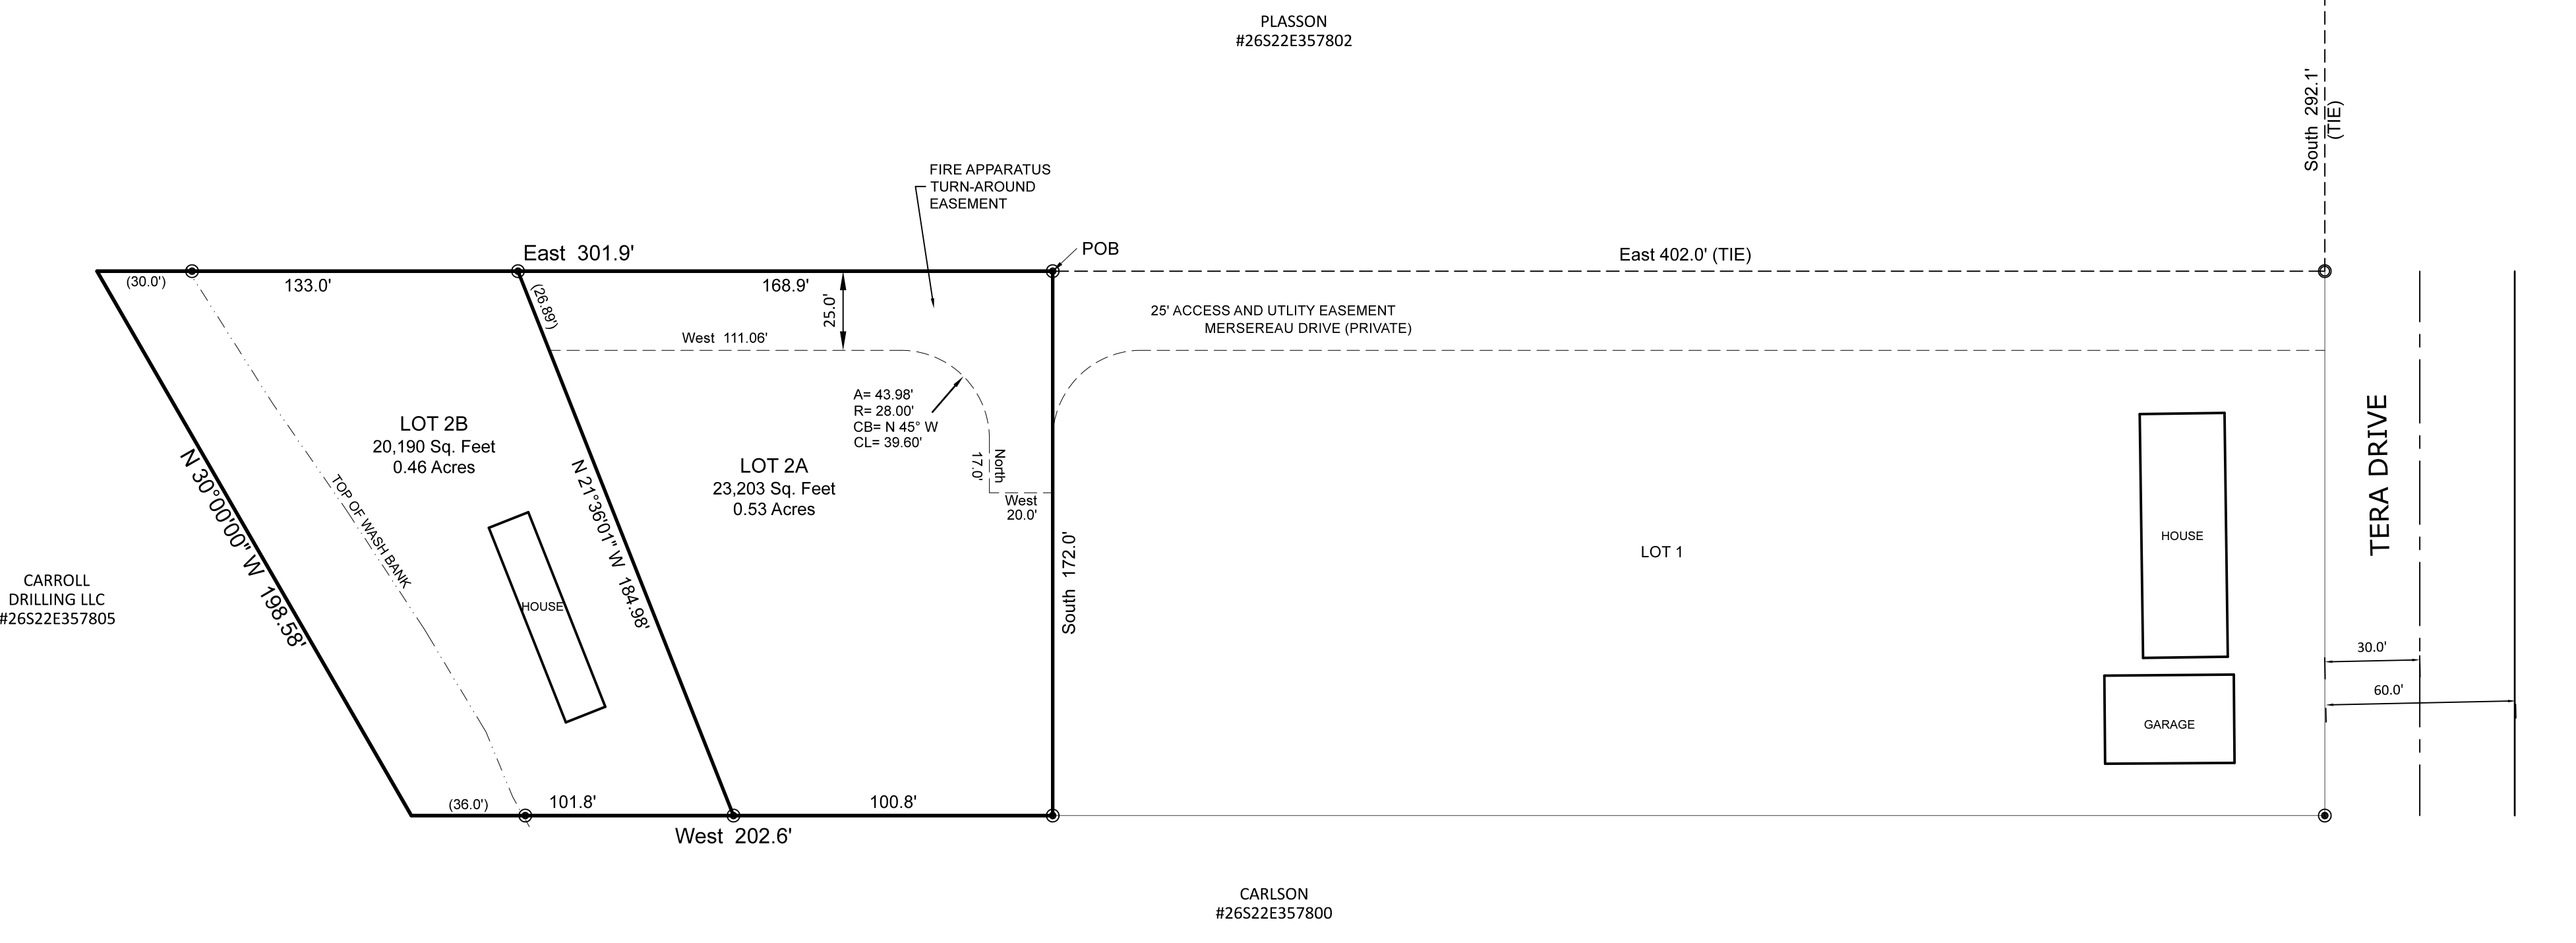 PLASSON
#26S22E357802
South 292.1'
(TIE)
FIRE APPARATUS
TURN-AROUND
EASEMENT
East 301.9'
POB
East 402.0' (TIE)
(30.0')
133.0'
(26.89')
168.9'
25.0'
25' ACCESS AND UTLITY EASEMENT
MERSEREAU DRIVE (PRIVATE)
West 111.06'
A= 43.98'
R= 28.00'
CB= N 45° W
CL= 39.60'
LOT 2B
20,190 Sq. Feet
0.46 Acres
LOT 2A
23,203 Sq. Feet
0.53 Acres
North
17.0'
West
20.0'
N 30°00'00" W 198.58'
TOP OF WASH BANK
N 21°36'01" W 184.98'
South 172.0'
LOT 1
HOUSE
HOUSE
GARAGE
TERA DRIVE
30.0'
60.0'
CARROLL
DRILLING LLC
#26S22E357805
(36.0')
101.8'
100.8'
West 202.6'
CARLSON
#26S22E357800